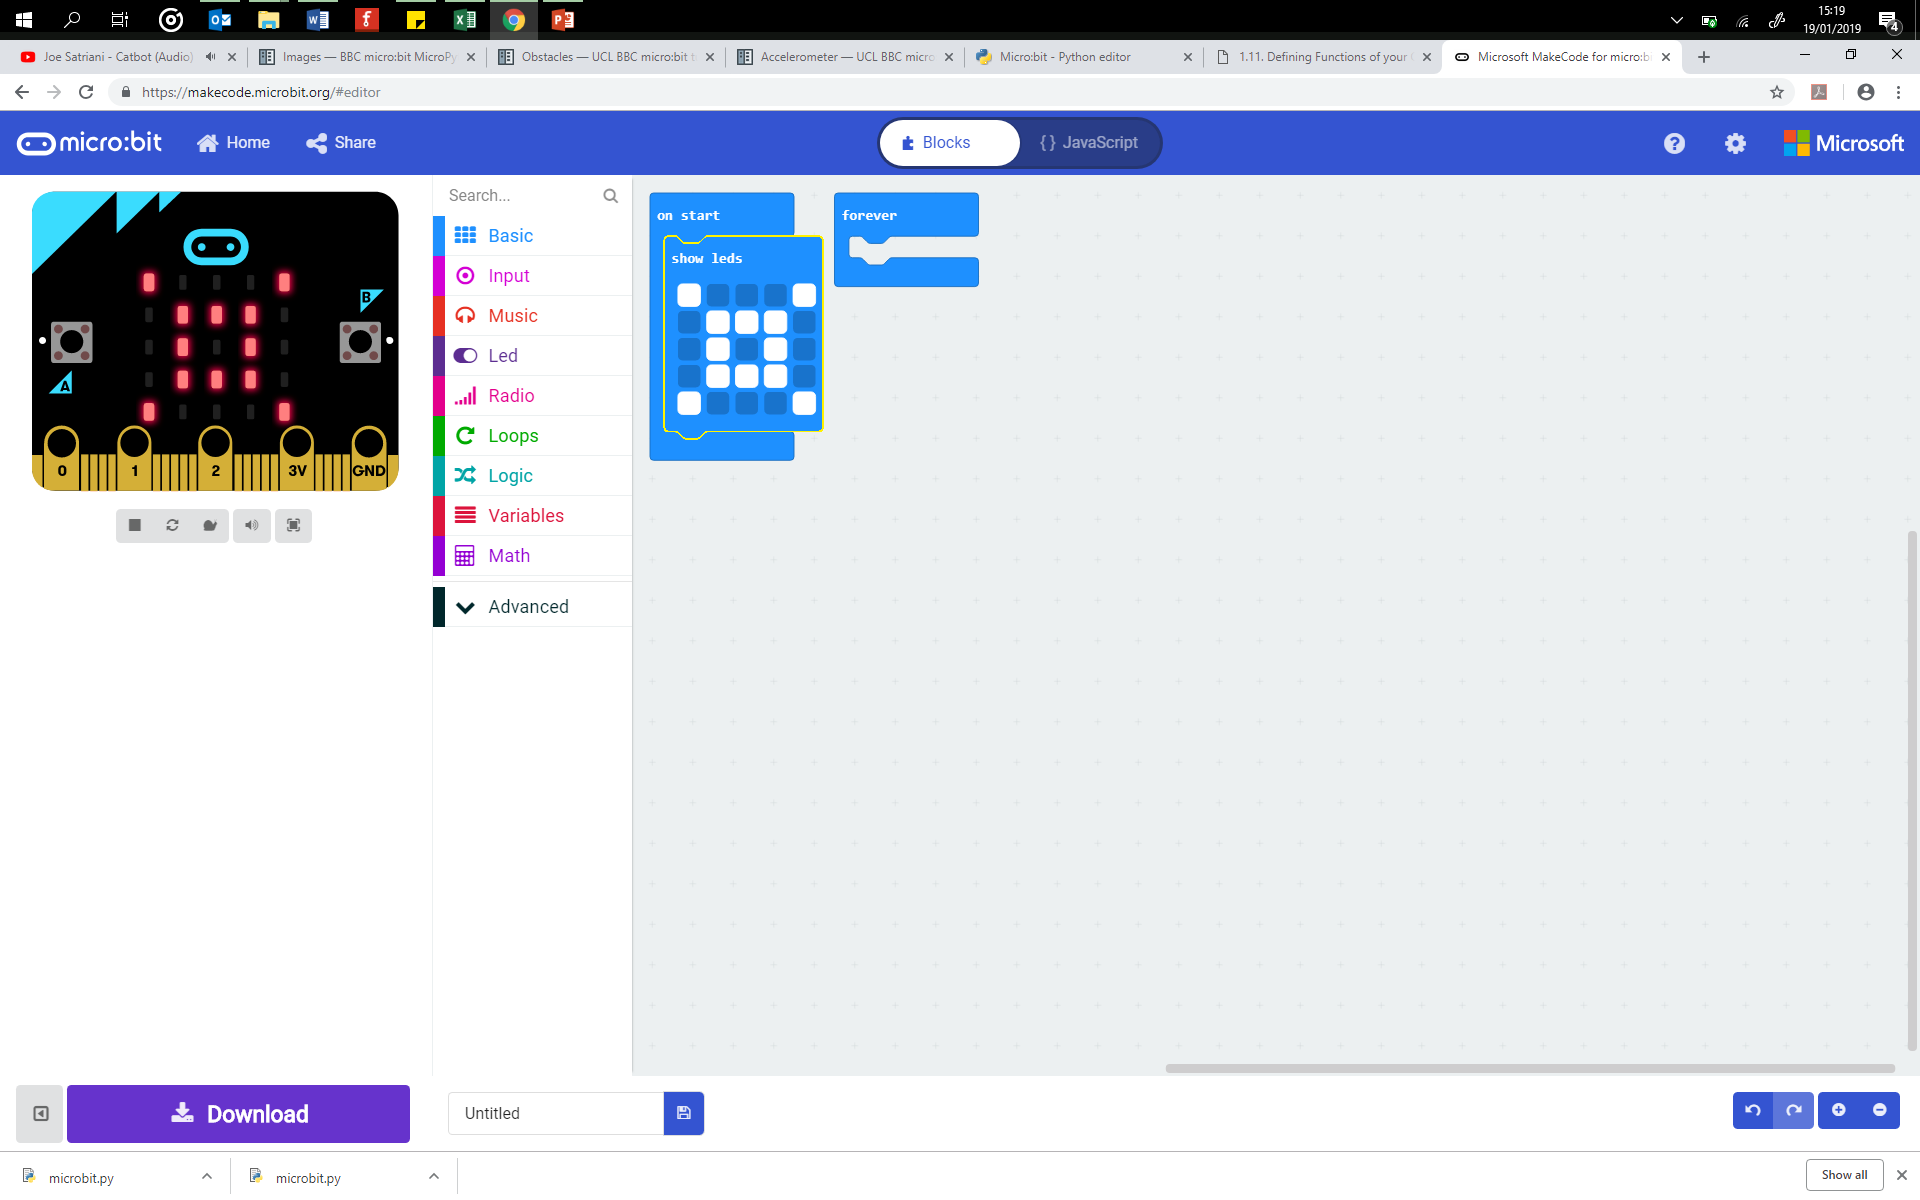 15:19
19/01/2019
4
Joe Satriani - Catbot (Audio)
Images — BBC micro:bit MicroPy
Obstacles — UCL BBC micro:bit t
Accelerometer — UCL BBC micro
Micro:bit - Python editor
1.11. Defining Functions of your
Microsoft MakeCode for micro:b
https://makecode.microbit.org/#editor
micro:bit
Home
Share
Blocks
{} JavaScript
Microsoft
Search...
Basic
Input
Music
Led
Radio
Loops
Logic
Variables
Math
Advanced
A
B
0
1
2
3V
GND
on start
show leds
forever
Download
Untitled
microbit.py
microbit.py
Show all